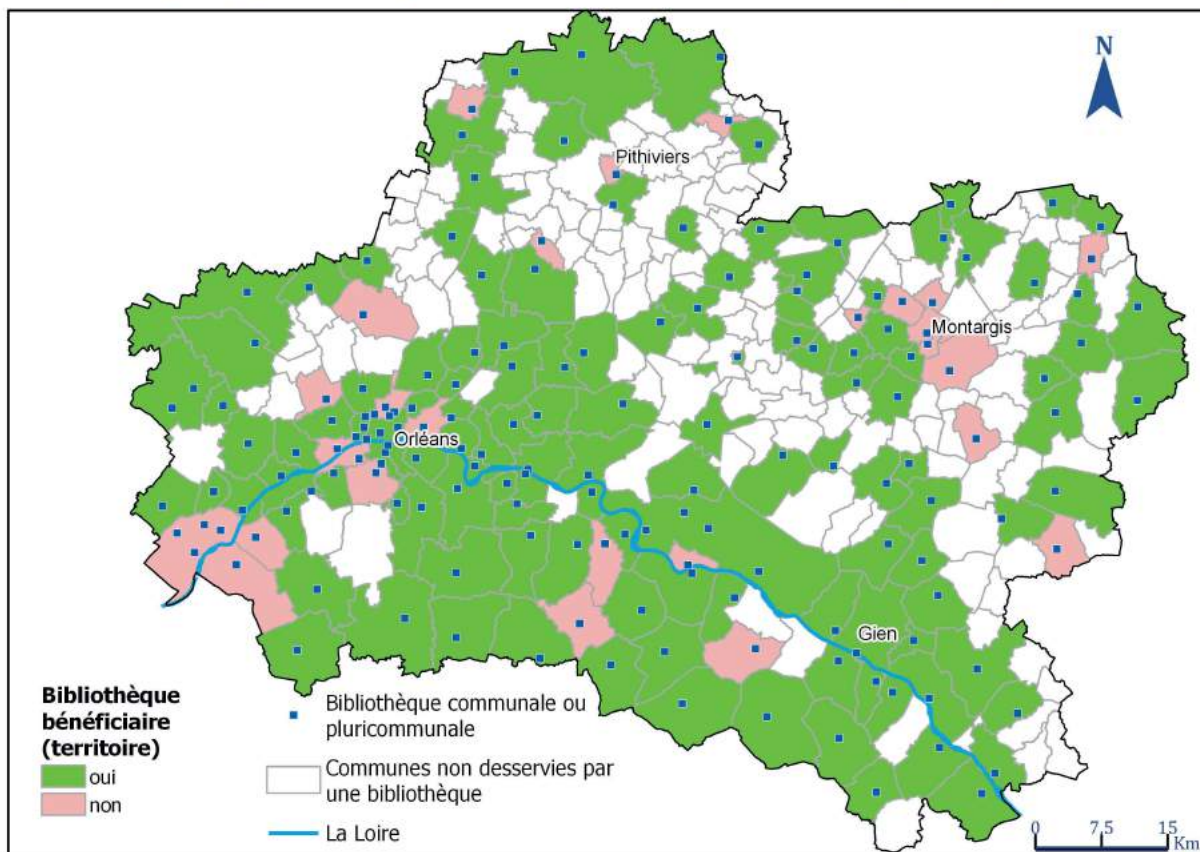 N
Pithiviers
Montargis
Orléans
Gien
Bibliothèque
bénéficiaire
(territoire)
oui
non
Bibliothèque communale ou
pluricommunale
Communes non desservies par
une bibliothèque
La Loire
0 7,5 15
Km